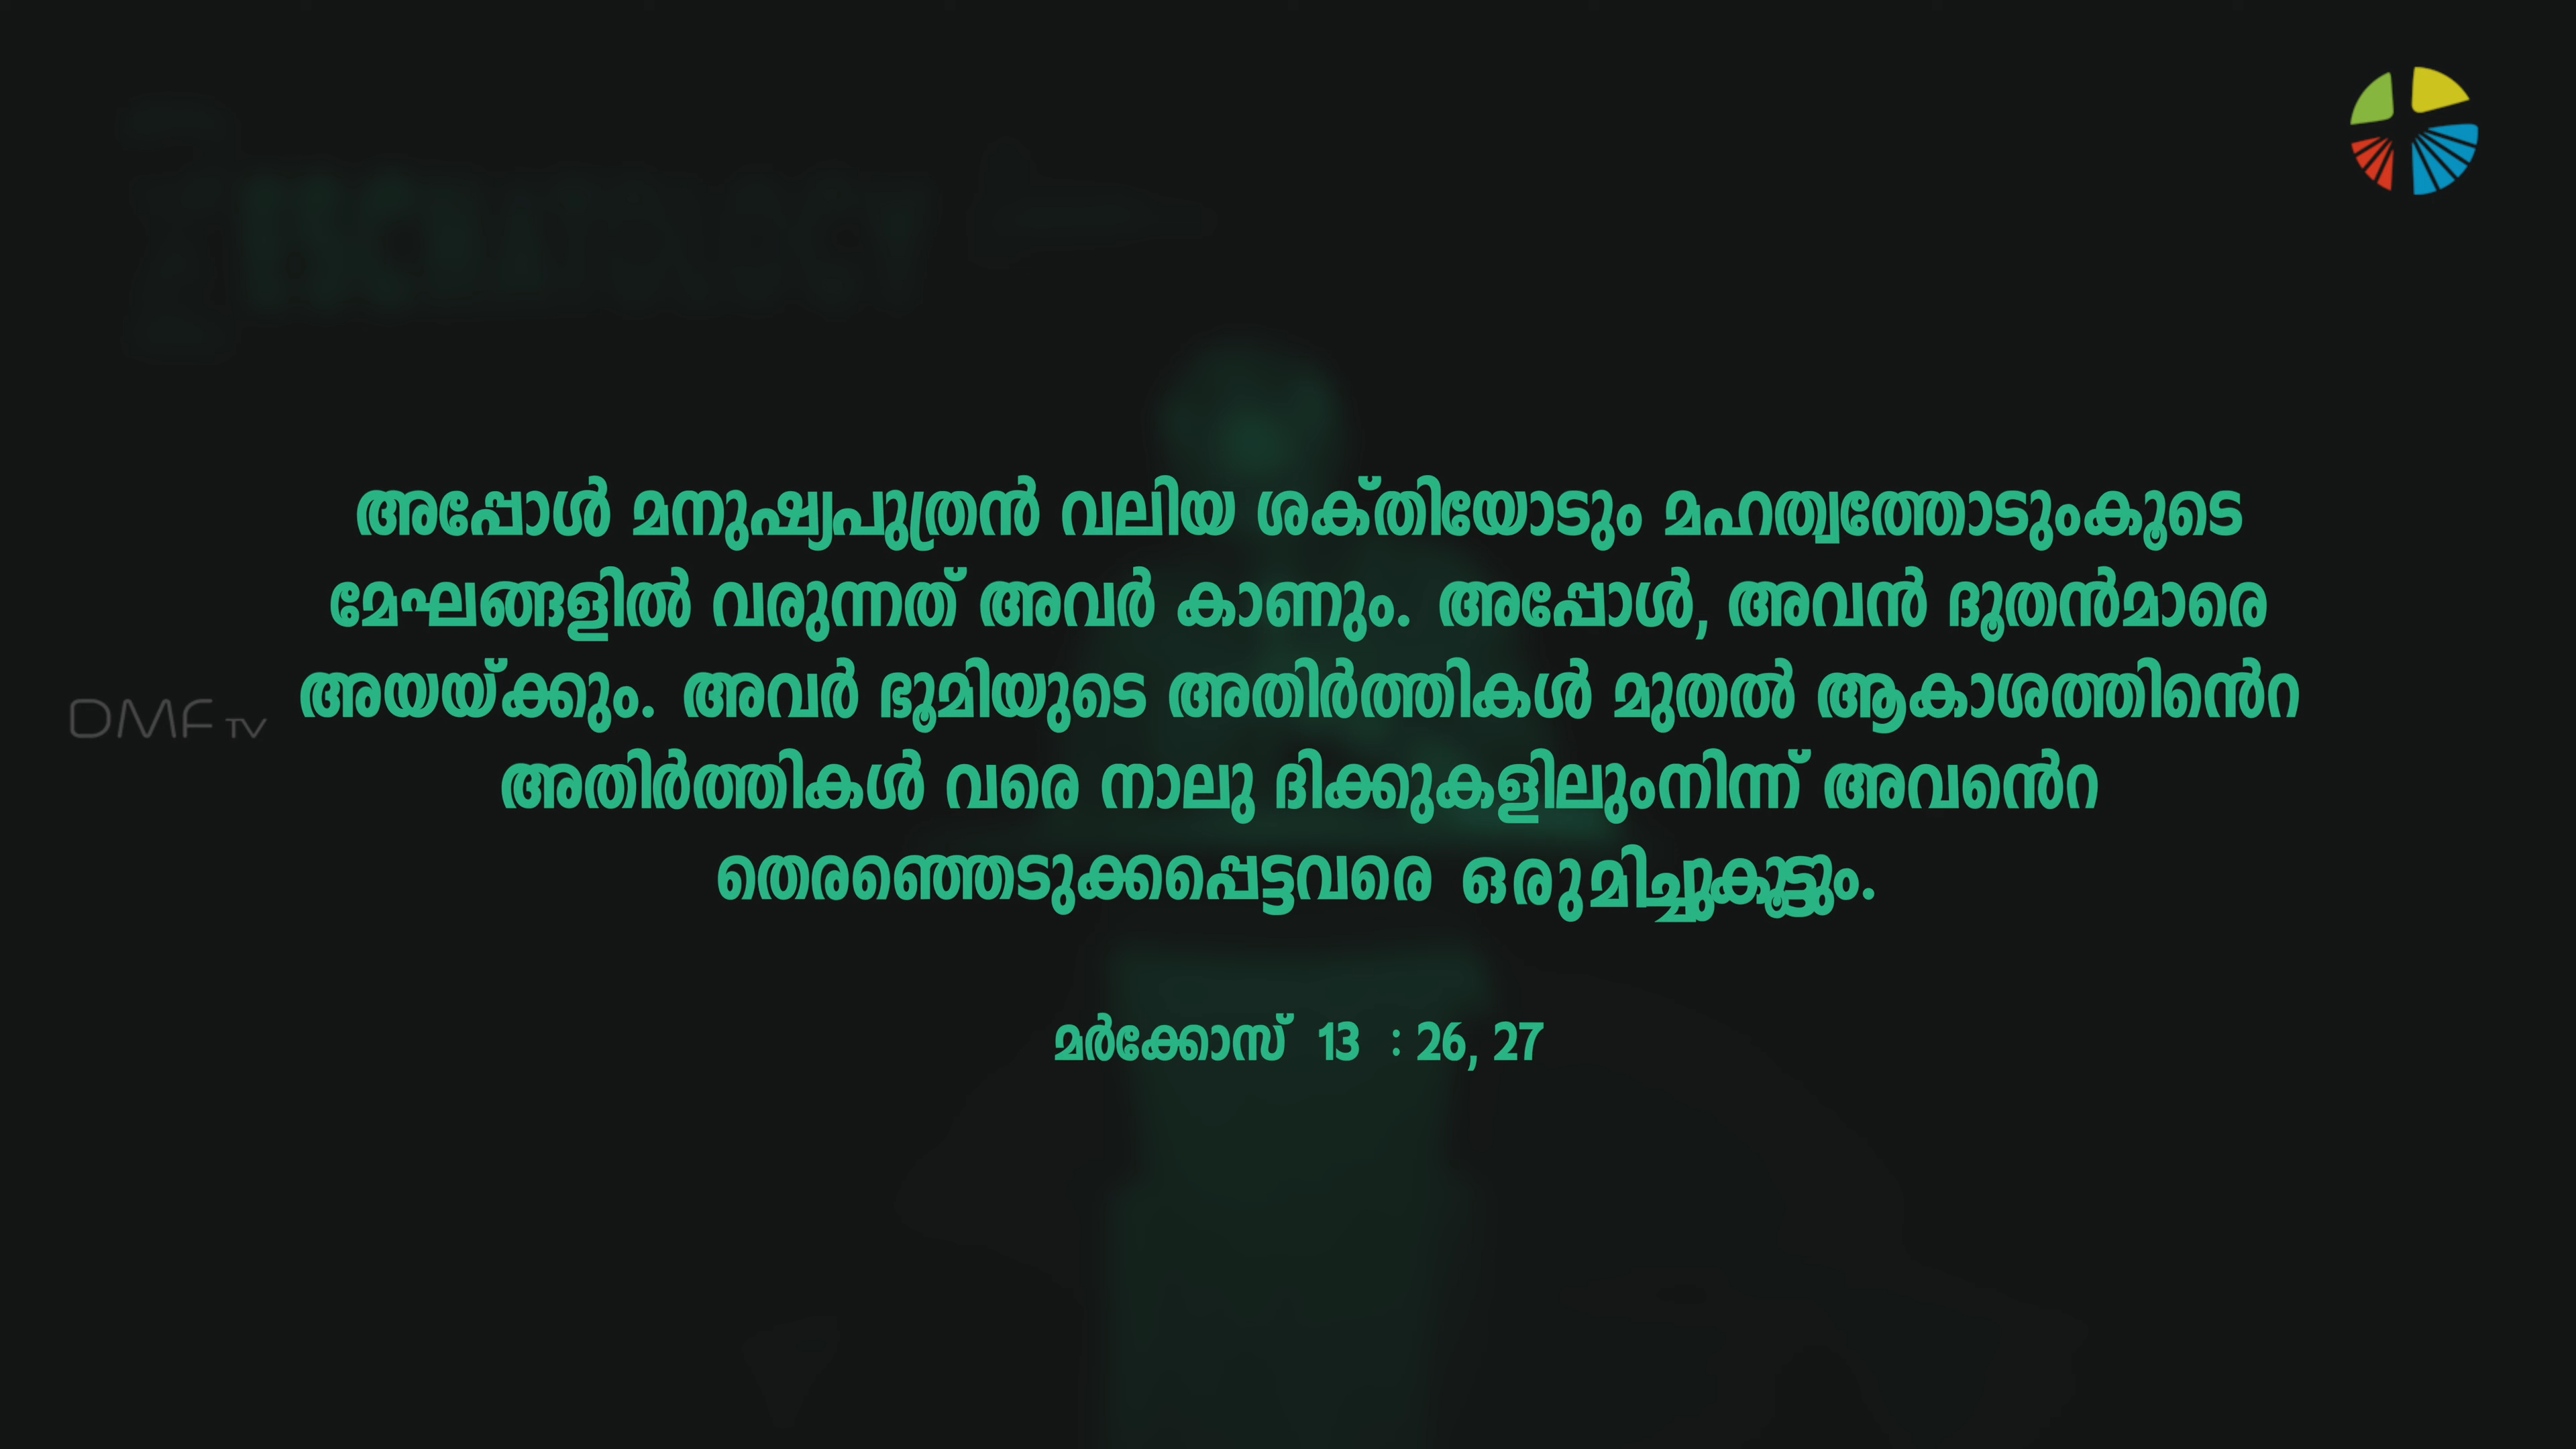 അപ്പോൾ മനുഷ്യപുത്രൻ വലിയ ശക്‌തിയോടും മഹത്വത്തോടുംകൂടെ
മേഘങ്ങളിൽ വരുന്നത് അവർ കാണും. അപ്പോൾ, അവൻ ദൂതൻമാരെ
അയയ്ക്കും. അവർ ഭൂമിയുടെ അതിർത്തികൾ മുതൽ ആകാശത്തിൻെറ
DMF TV
അതിർത്തികൾ വരെ നാലു ദിക്കുകളിലുംനിന്ന് അവൻെറ
തെരഞ്ഞെടുക്കപ്പെട്ടവരെ ഒരുമിച്ചുകൂട്ടും.
മർക്കോസ് 13 : 26, 27